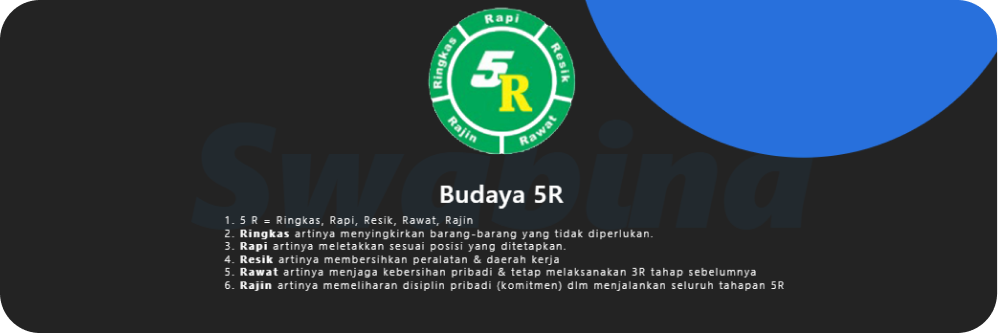 Rapi
Ringkas
Resik
5R
Rajin
Rawat
Swabina
Budaya 5R
1. 5 R = Ringkas, Rapi, Resik, Rawat, Rajin
2. Ringkas artinya menyingkirkan barang-barang yang tidak diperlukan.
3. Rapi artinya meletakkan sesuai posisi yang ditetapkan.
4. Resik artinya membersihkan peralatan & daerah kerja
5. Rawat artinya menjaga kebersihan pribadi & tetap melaksanakan 3R tahap sebelumnya
6. Rajin artinya memeliharan disiplin pribadi (komitmen) dlm menjalankan seluruh tahapan 5R